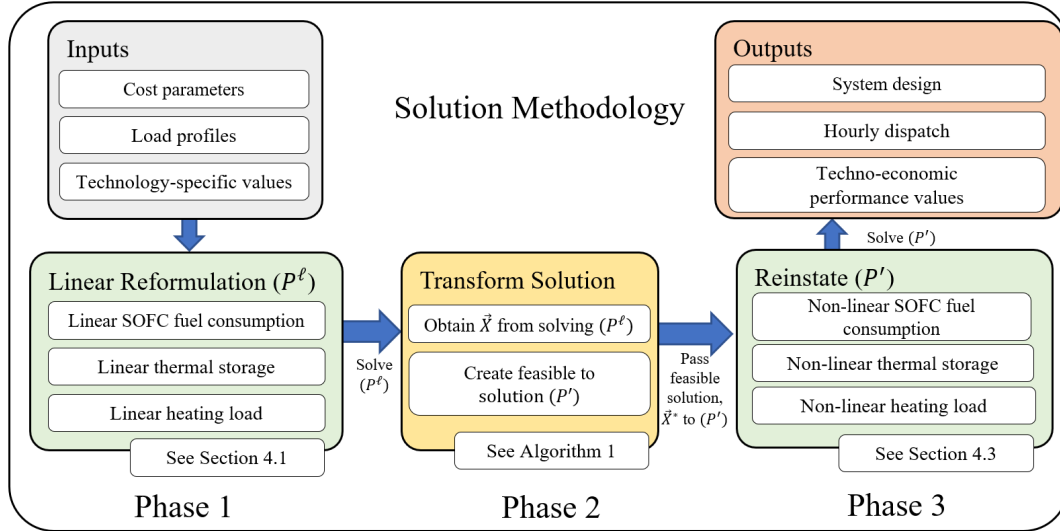 Solution Methodology
Inputs
Cost parameters
Load profiles
Technology-specific values
Linear Reformulation (P^ℓ)
Linear SOFC fuel consumption
Linear thermal storage
Linear heating load
See Section 4.1
Phase 1
Solve
(P^ℓ)
Transform Solution
Obtain X⃗ from solving (P^ℓ)
Create feasible to
solution (P′)
See Algorithm 1
Phase 2
Pass
feasible
solution,
X⃗* to (P′)
Reinstate (P′)
Non-linear SOFC fuel
consumption
Non-linear thermal storage
Non-linear heating load
See Section 4.3
Phase 3
Solve (P′)
Outputs
System design
Hourly dispatch
Techno-economic
performance values